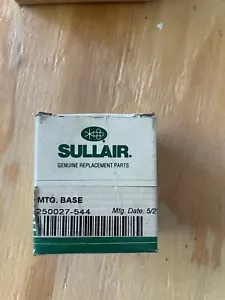 SULLAIR.
GENUINE REPLACEMENT PARTS
MTG. BASE
250027-544 Mfg. Date: 5/2